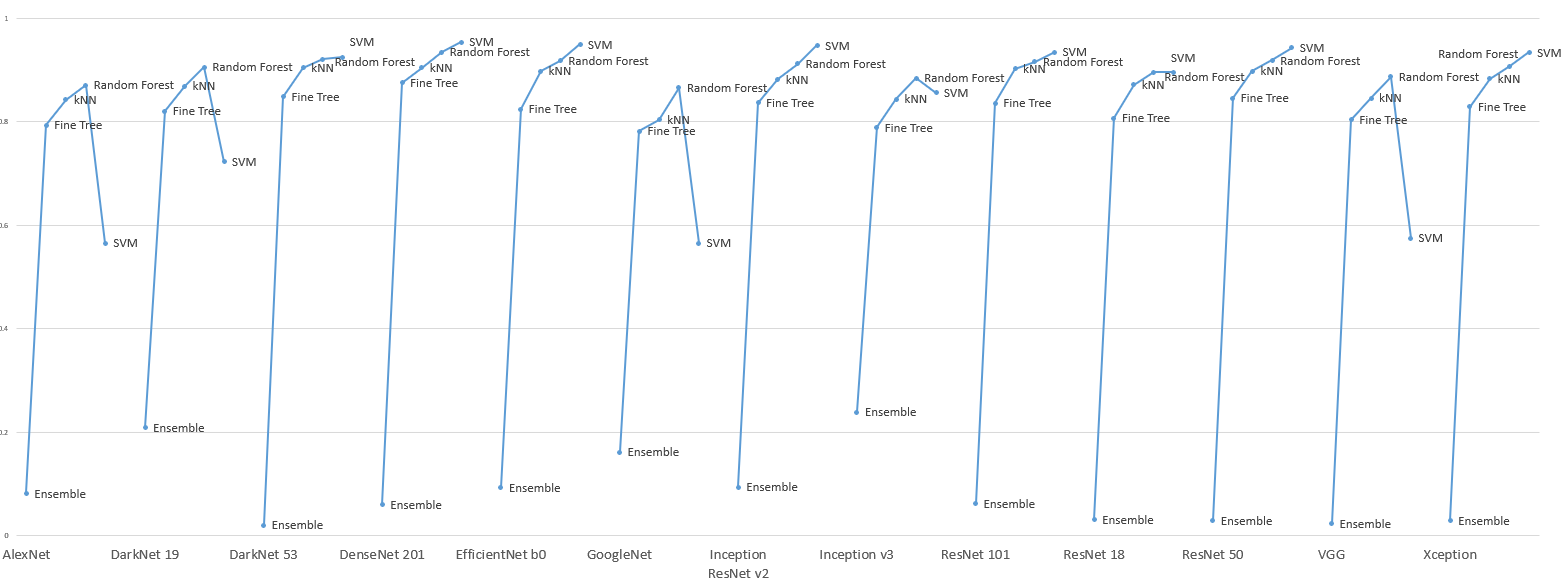 1
SVM
SVM SVM SVM SVM SVM SVM SVM SVM
Random Forest Random Forest
Random Forest Random Forest Random Forest Random Forest Random Forest Random Forest
Random Forest Random Forest Random Forest Random Forest Random Forest
kNN kNN kNN kNN kNN kNN kNN kNN kNN kNN kNN kNN kNN
SVM
Fine Tree Fine Tree Fine Tree Fine Tree Fine Tree Fine Tree Fine Tree Fine Tree Fine Tree Fine Tree Fine Tree Fine Tree Fine Tree
0.8
SVM SVM
0.6
SVM SVM SVM
0.4
Ensemble Ensemble
0.2
Ensemble
Ensemble Ensemble Ensemble
Ensemble Ensemble
Ensemble Ensemble Ensemble Ensemble Ensemble
0
AlexNet DarkNet 19 DarkNet 53 DenseNet 201 EfficientNet b0 GoogleNet Inception Inception v3 ResNet 101 ResNet 18 ResNet 50 VGG Xception
ResNet v2